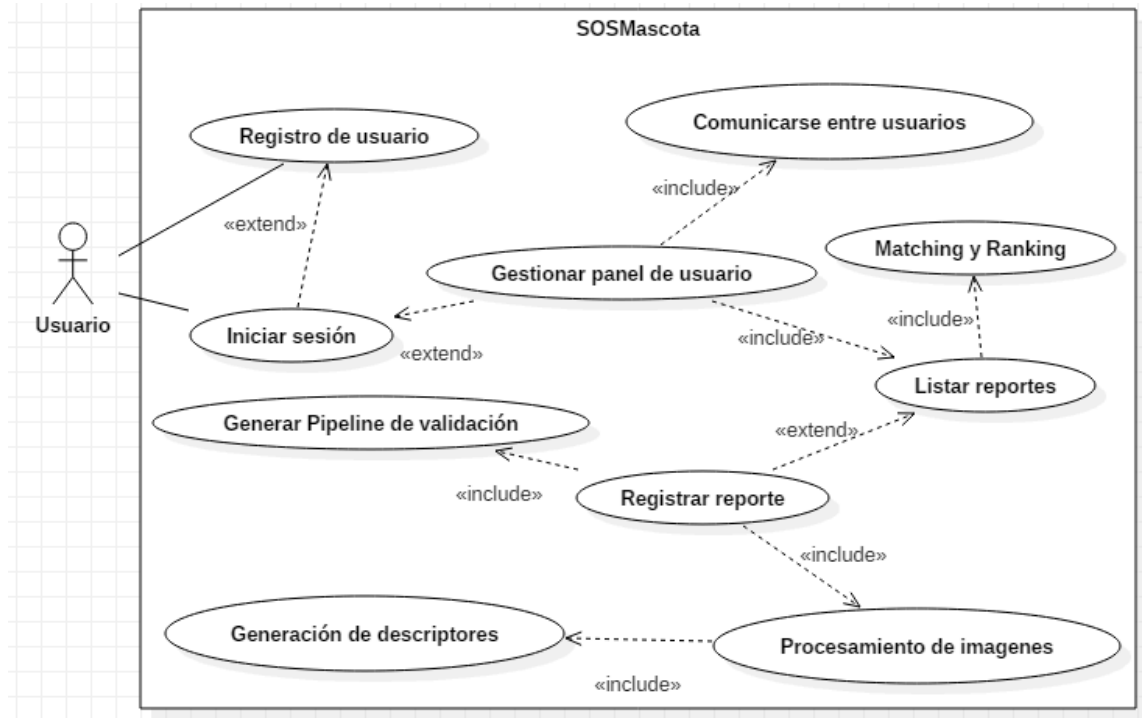 SOSMascota
Comunicarse entre usuarios
Registro de usuario
«include»
«extend»
Matching y Ranking
Gestionar panel de usuario
Usuario
«include»
Iniciar sesión
«include»
«extend»
Listar reportes
Generar Pipeline de validación
«extend»
«include»
Registrar reporte
«include»
Generación de descriptores
Procesamiento de imagenes
«include»